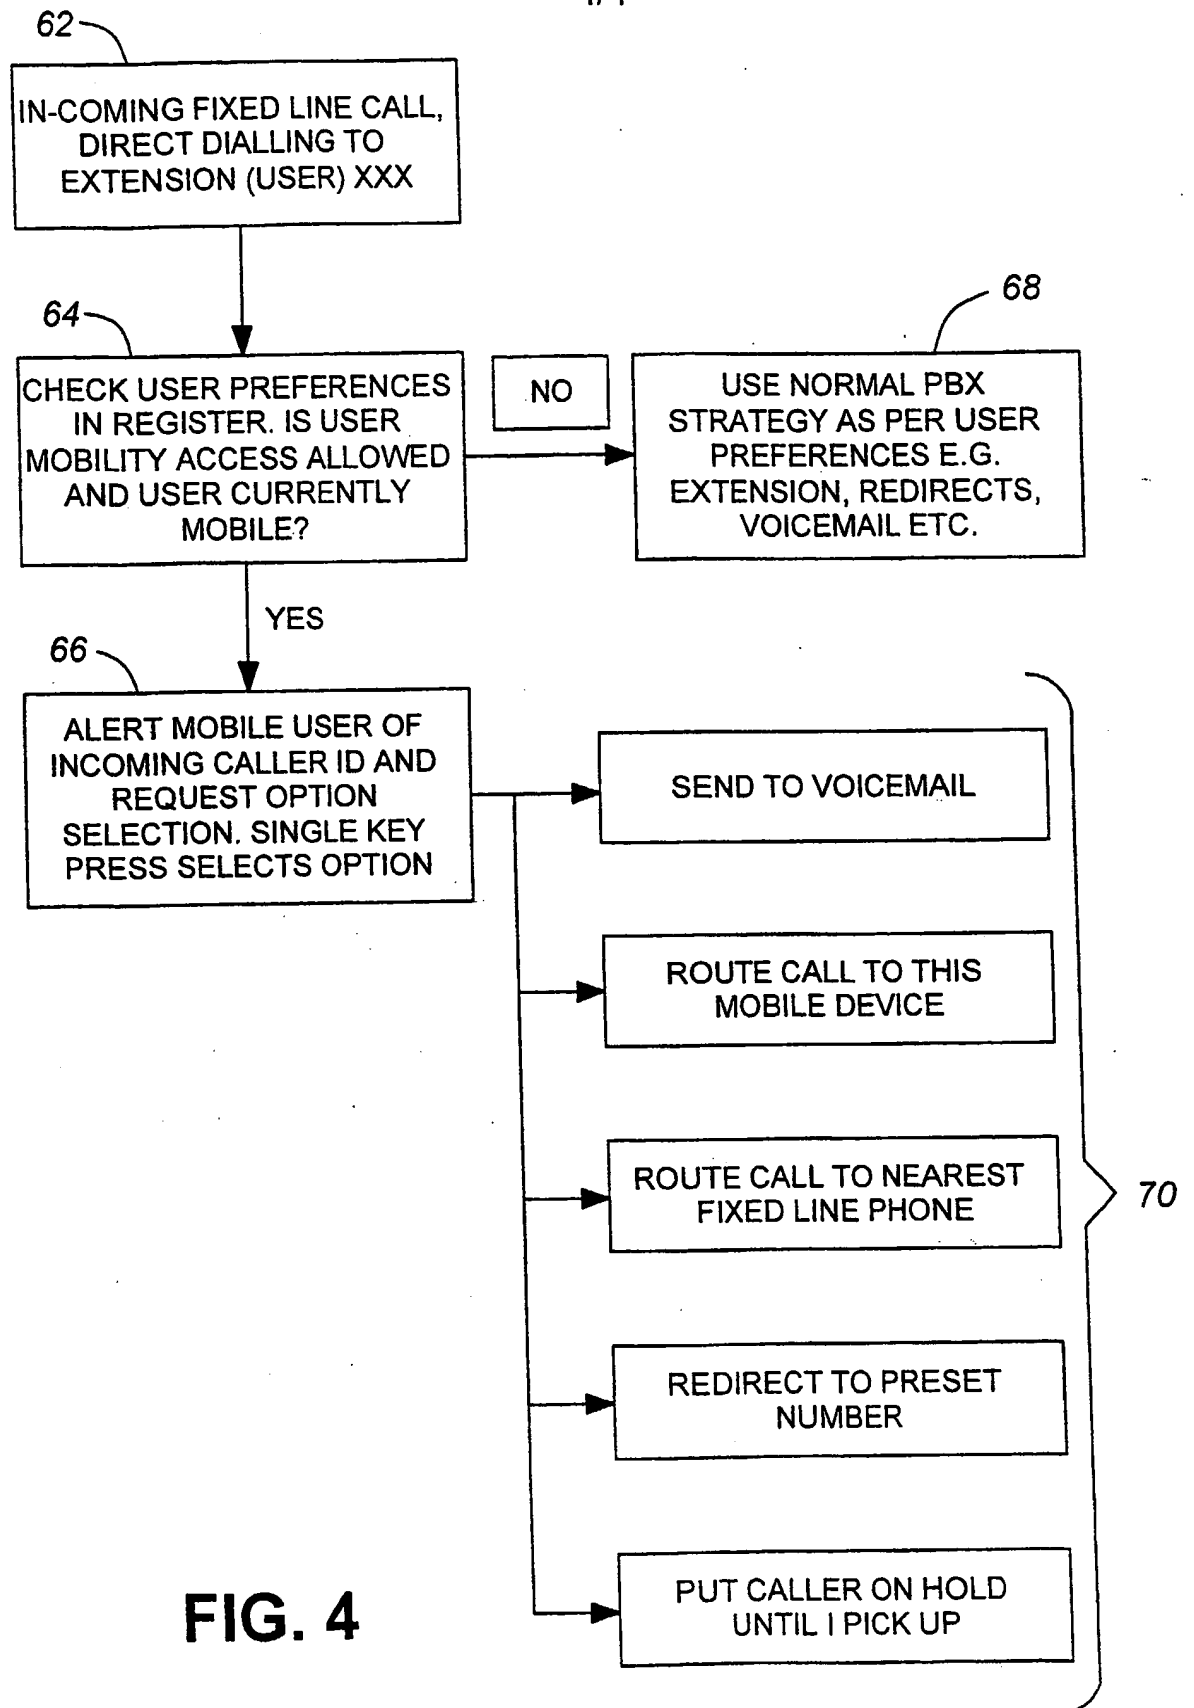 62
IN-COMING FIXED LINE CALL,
DIRECT DIALLING TO
EXTENSION (USER) XXX
64
CHECK USER PREFERENCES
IN REGISTER. IS USER
MOBILITY ACCESS ALLOWED
AND USER CURRENTLY
MOBILE?
NO
68
USE NORMAL PBX
STRATEGY AS PER USER
PREFERENCES E.G.
EXTENSION, REDIRECTS,
VOICEMAIL ETC.
YES
66
ALERT MOBILE USER OF
INCOMING CALLER ID AND
REQUEST OPTION
SELECTION. SINGLE KEY
PRESS SELECTS OPTION
SEND TO VOICEMAIL
ROUTE CALL TO THIS
MOBILE DEVICE
ROUTE CALL TO NEAREST
FIXED LINE PHONE
70
REDIRECT TO PRESET
NUMBER
PUT CALLER ON HOLD
UNTIL I PICK UP
FIG. 4